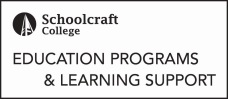 Schoolcraft
College
EDUCATION PROGRAMS
& LEARNING SUPPORT